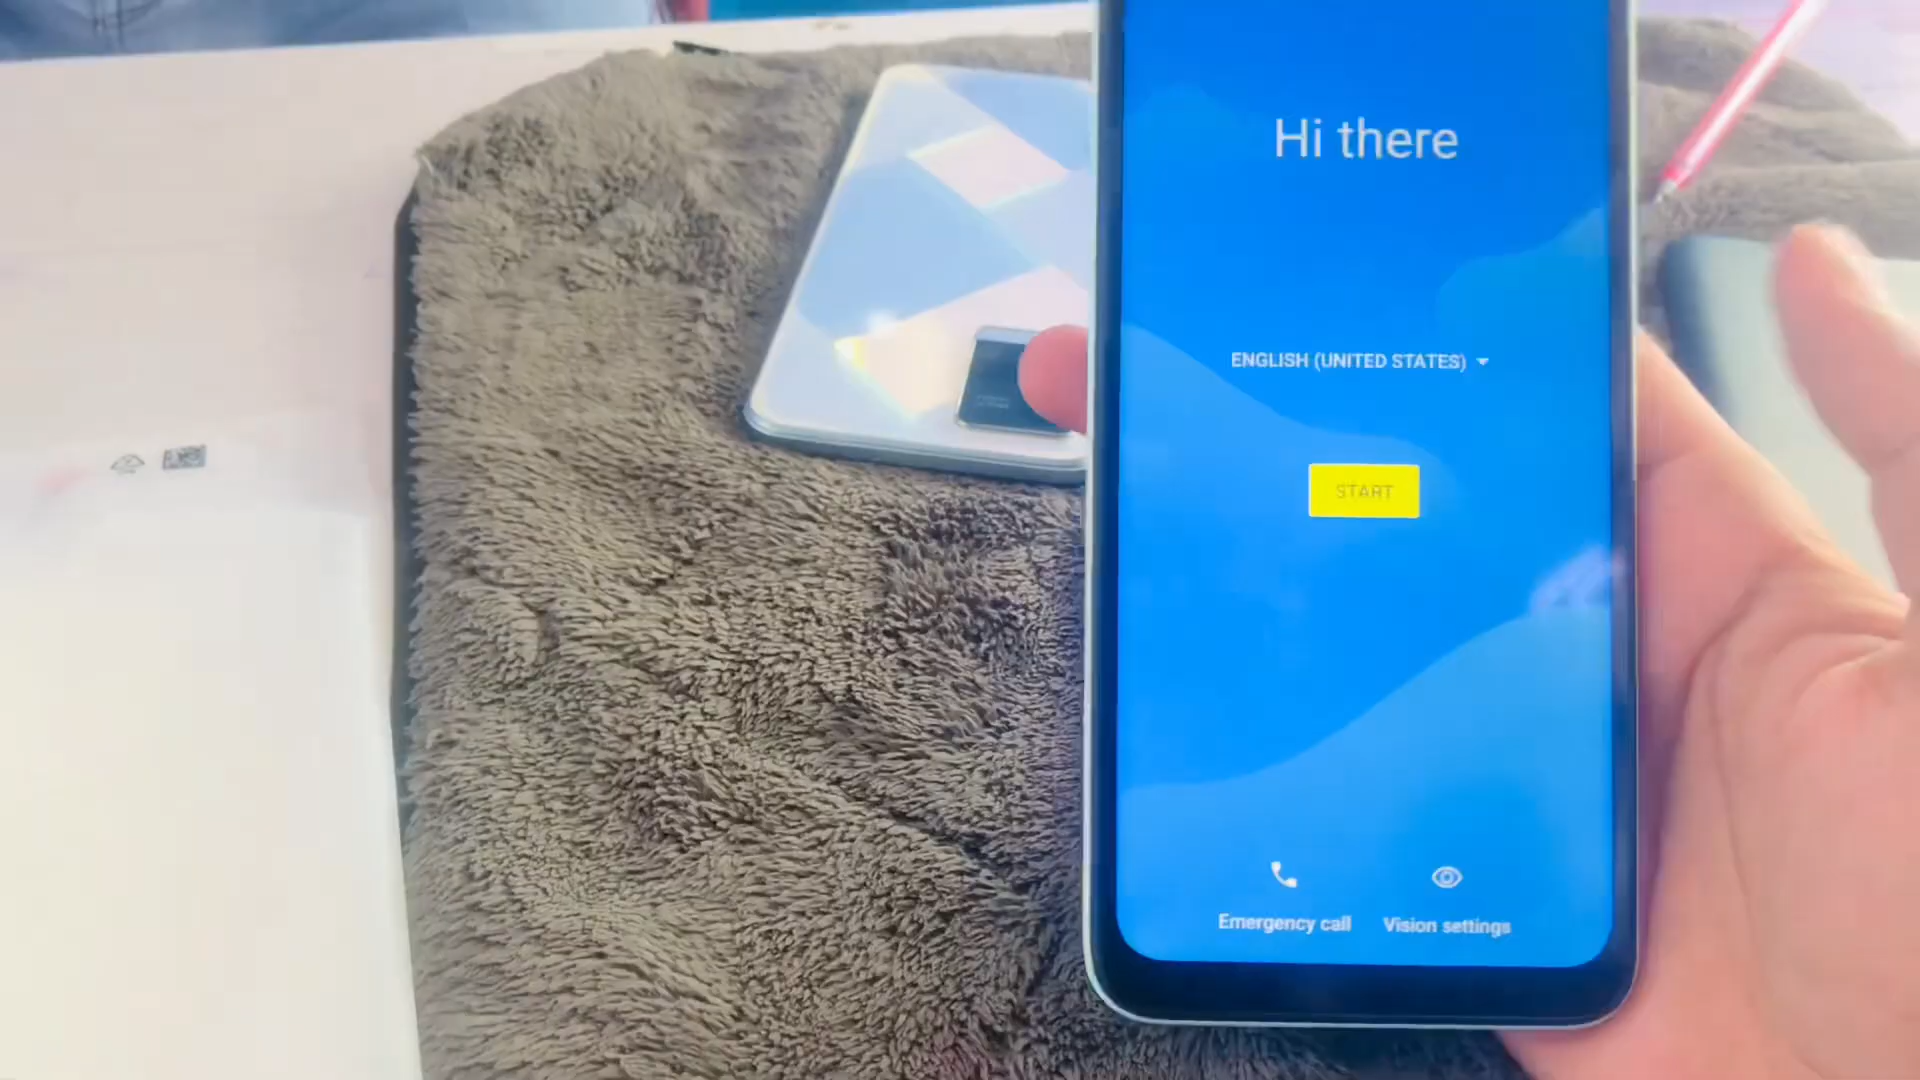 Hi there
ENGLISH (UNITED STATES)
START
Emergency call
Vision settings